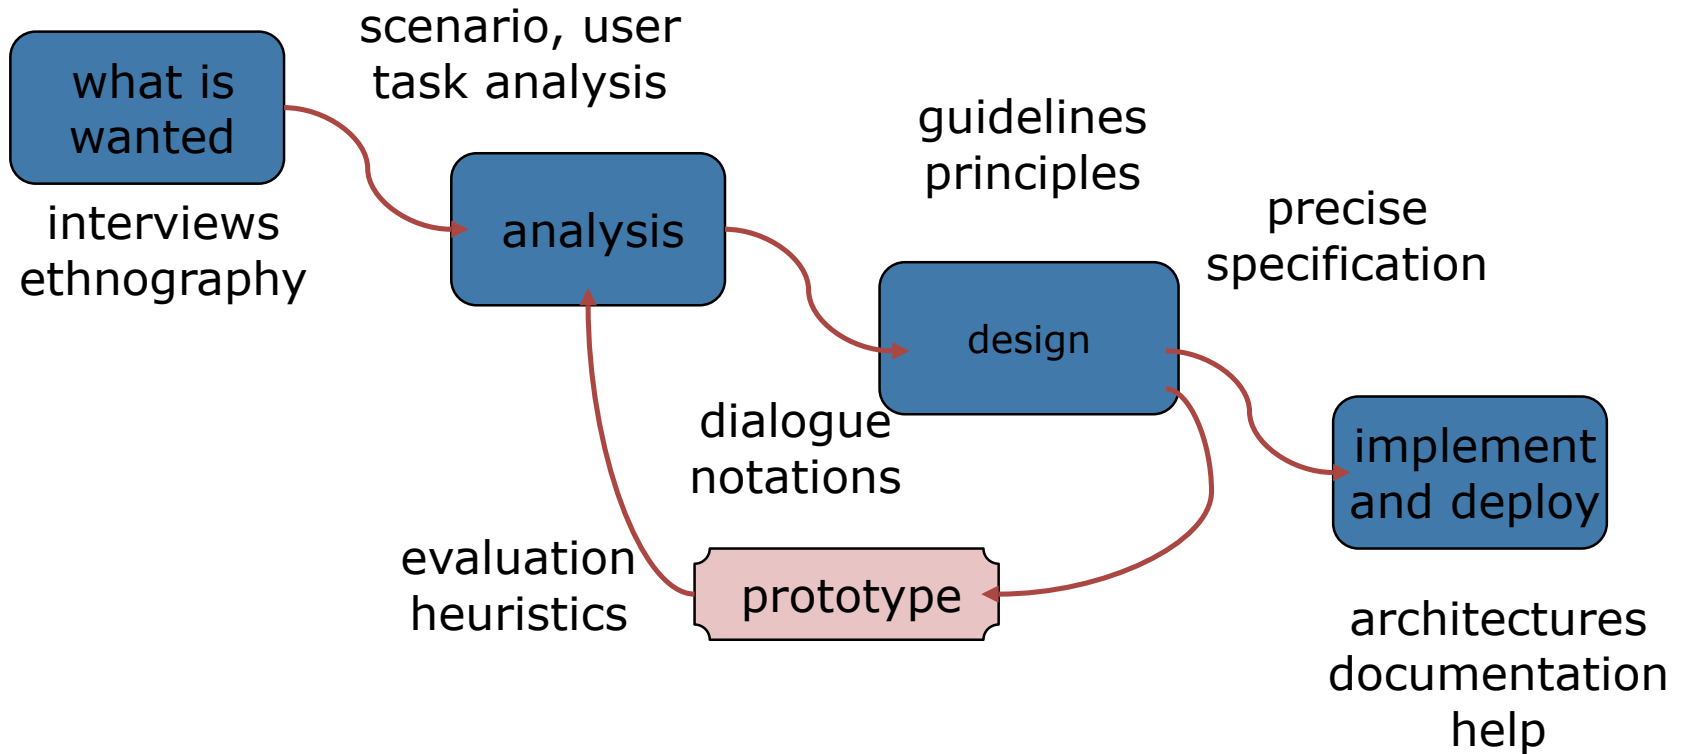 scenario, user
task analysis
what is
wanted
interviews
ethnography
analysis
guidelines
principles
precise
specification
design
dialogue
notations
implement
and deploy
evaluation
heuristics
prototype
architectures
documentation
help